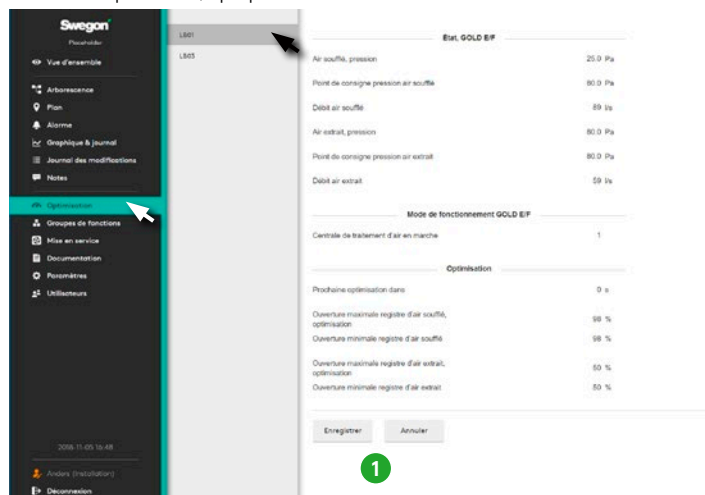 Swegon
Placeholder
Vue d'ensemble
Arborescence
Plan
Alarme
Graphique & journal
Journal des modifications
Notes
Optimisation
Groupes de fonctions
Mise en service
Documentation
Paramètres
Utilisateurs
2016-11-05 16:48
Anders (Installation)
Déconnexion
LB01
LB03
État, GOLD E/F
Air soufflé, pression 25.0 Pa
Point de consigne pression air soufflé 80.0 Pa
Débit air soufflé 89 l/s
Air extrait, pression 80.0 Pa
Point de consigne pression air extrait 80.0 Pa
Débit air extrait 59 l/s
Mode de fonctionnement GOLD E/F
Centrale de traitement d'air en marche 1
Optimisation
Prochaine optimisation dans 0 s
Ouverture maximale registre d'air soufflé,
optimisation 98 %
Ouverture minimale registre d'air soufflé 98 %
Ouverture maximale registre d'air extrait,
optimisation 50 %
Ouverture minimale registre d'air extrait 50 %
Enregistrer Annuler
1